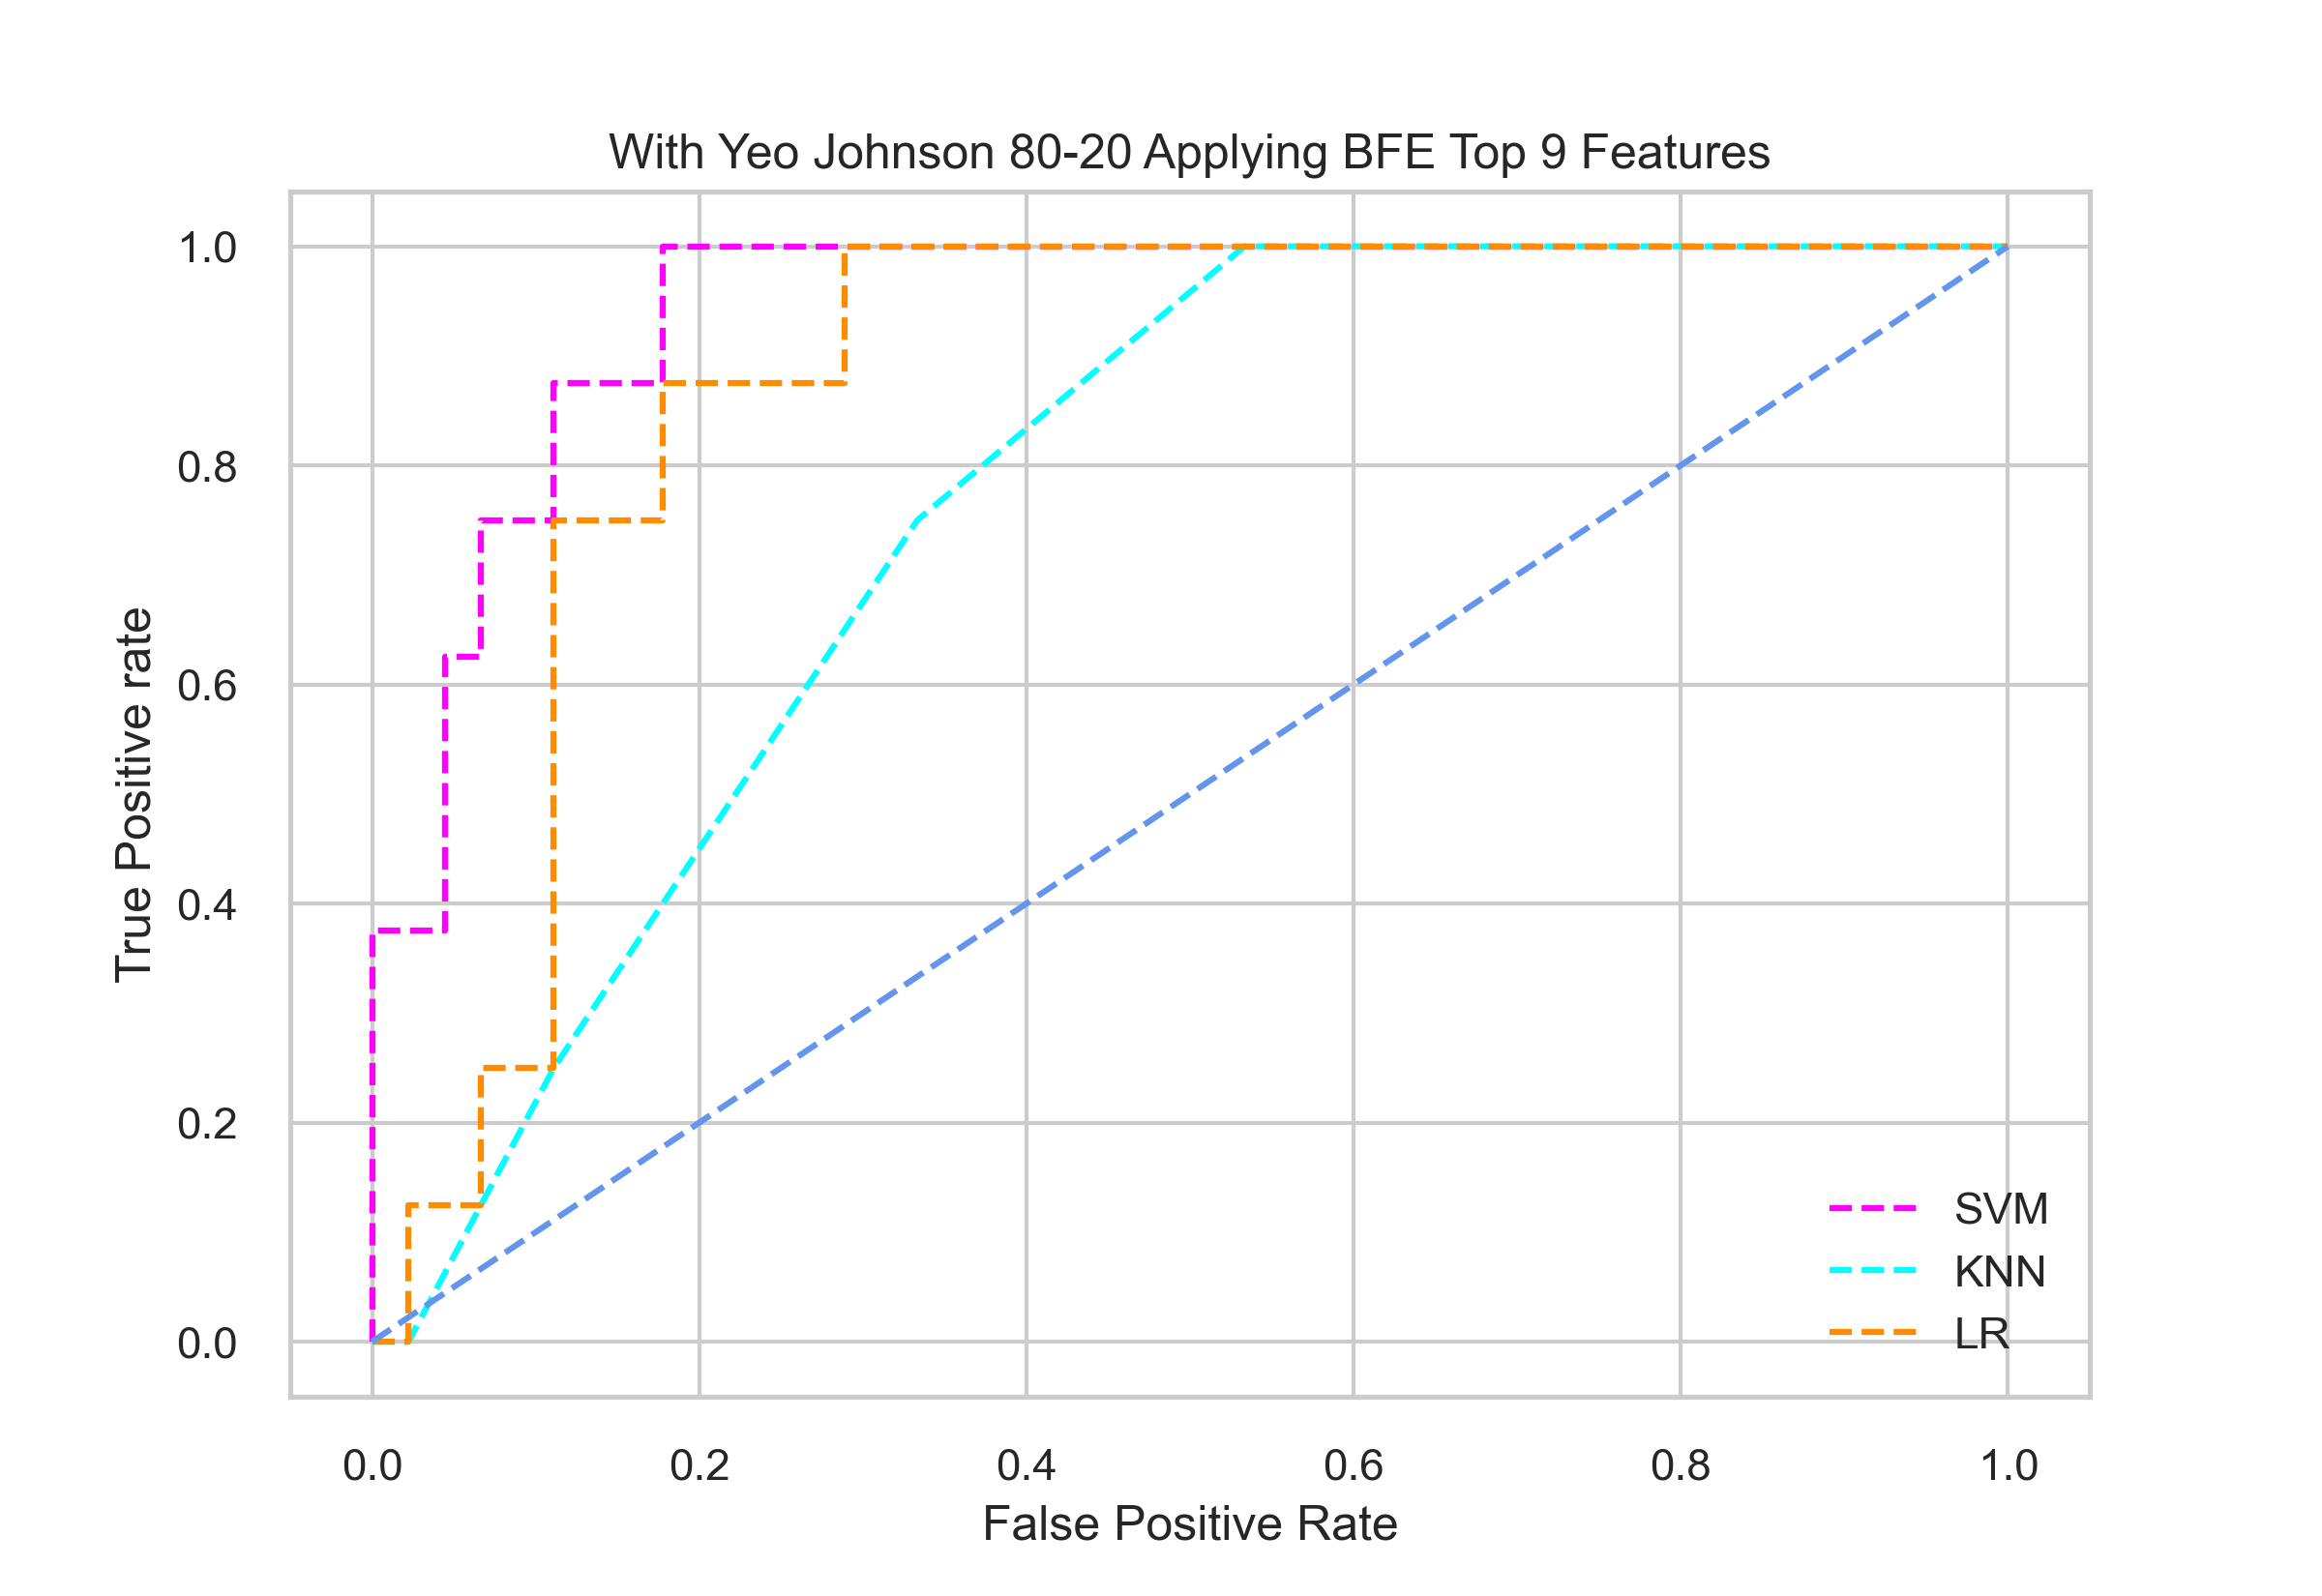 With Yeo Johnson 80-20 Applying BFE Top 9 Features
True Positive rate
1.0
0.8
0.6
0.4
0.2
0.0
SVM
KNN
LR
0.0 0.2 0.4 0.6 0.8 1.0
False Positive Rate